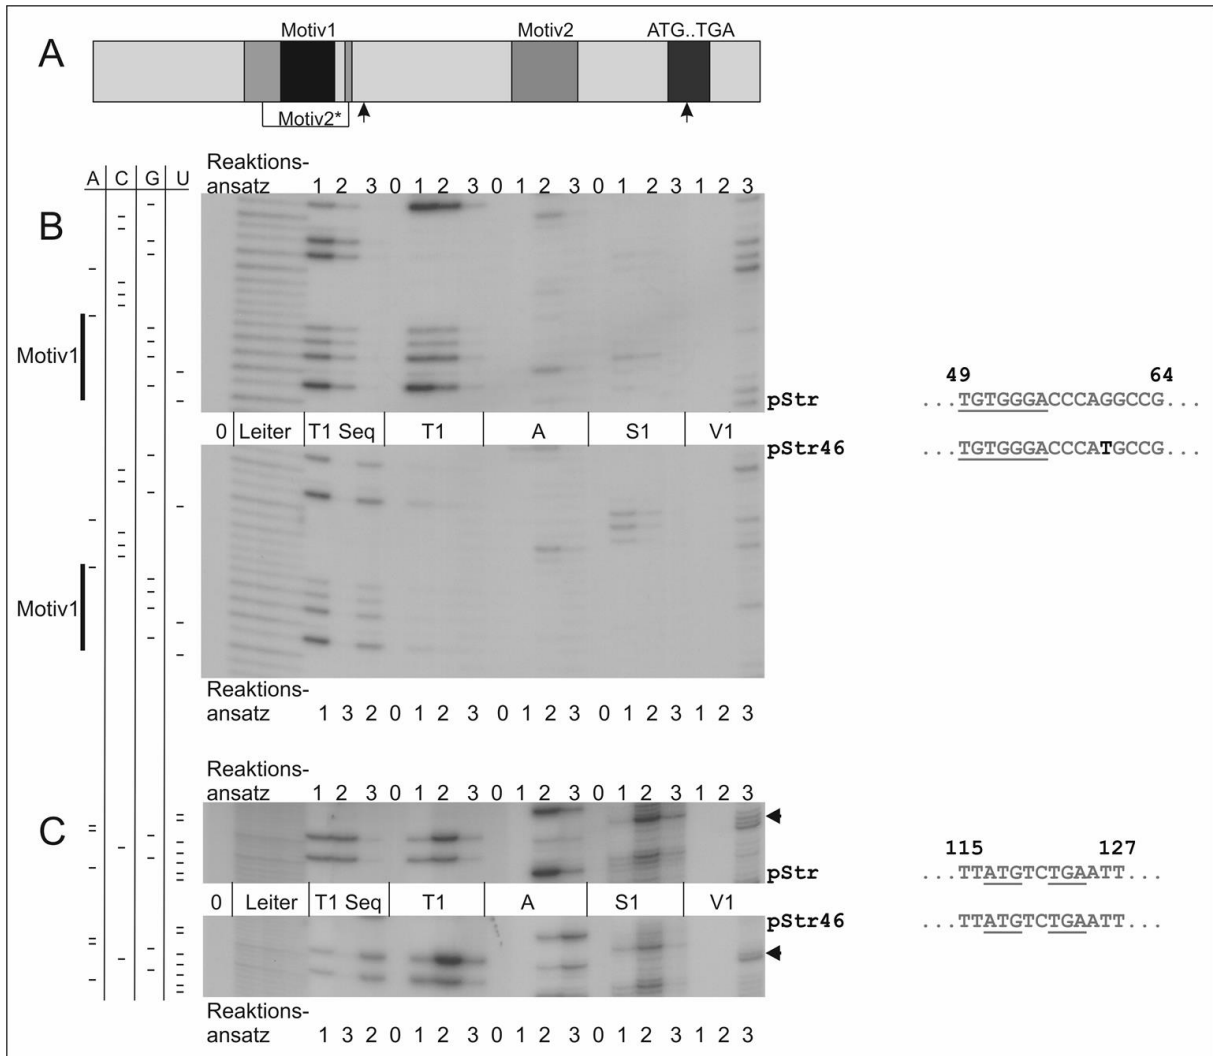 A
Motiv1
Motiv2
ATG..TGA
Motiv2*
A C G U
Reaktions-
ansatz
1 2 3 0 1 2 3 0 1 2 3 0 1 2 3 1 2 3
B
Motiv1
49 64
pStr
...TGTGGGACCCAGGCCG...
0 Leiter T1 Seq T1 A S1 V1
pStr46
...TGTGGGACCCATGCCG...
Motiv1
Reaktions-
ansatz
1 3 2 0 1 2 3 0 1 2 3 0 1 2 3 1 2 3
Reaktions-
ansatz
1 2 3 0 1 2 3 0 1 2 3 0 1 2 3 1 2 3
C
115 127
pStr
...TTATGTCTGAATT...
0 Leiter T1 Seq T1 A S1 V1
pStr46
...TTATGTCTGAATT...
Reaktions-
ansatz
1 3 2 0 1 2 3 0 1 2 3 0 1 2 3 1 2 3